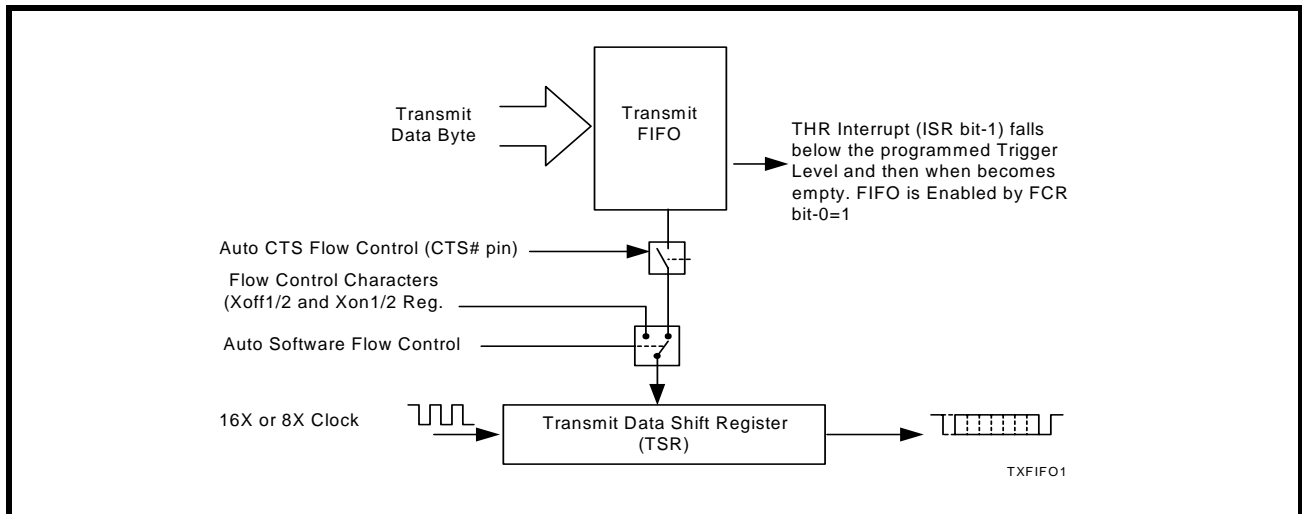 Transmit
Data Byte
Transmit
FIFO
THR Interrupt (ISR bit-1) falls
below the programmed Trigger
Level and then when becomes
empty. FIFO is Enabled by FCR
bit-0=1
Auto CTS Flow Control (CTS# pin)
Flow Control Characters
(Xoff1/2 and Xon1/2 Reg.
Auto Software Flow Control
16X or 8X Clock
Transmit Data Shift Register
(TSR)
TXFIFO1